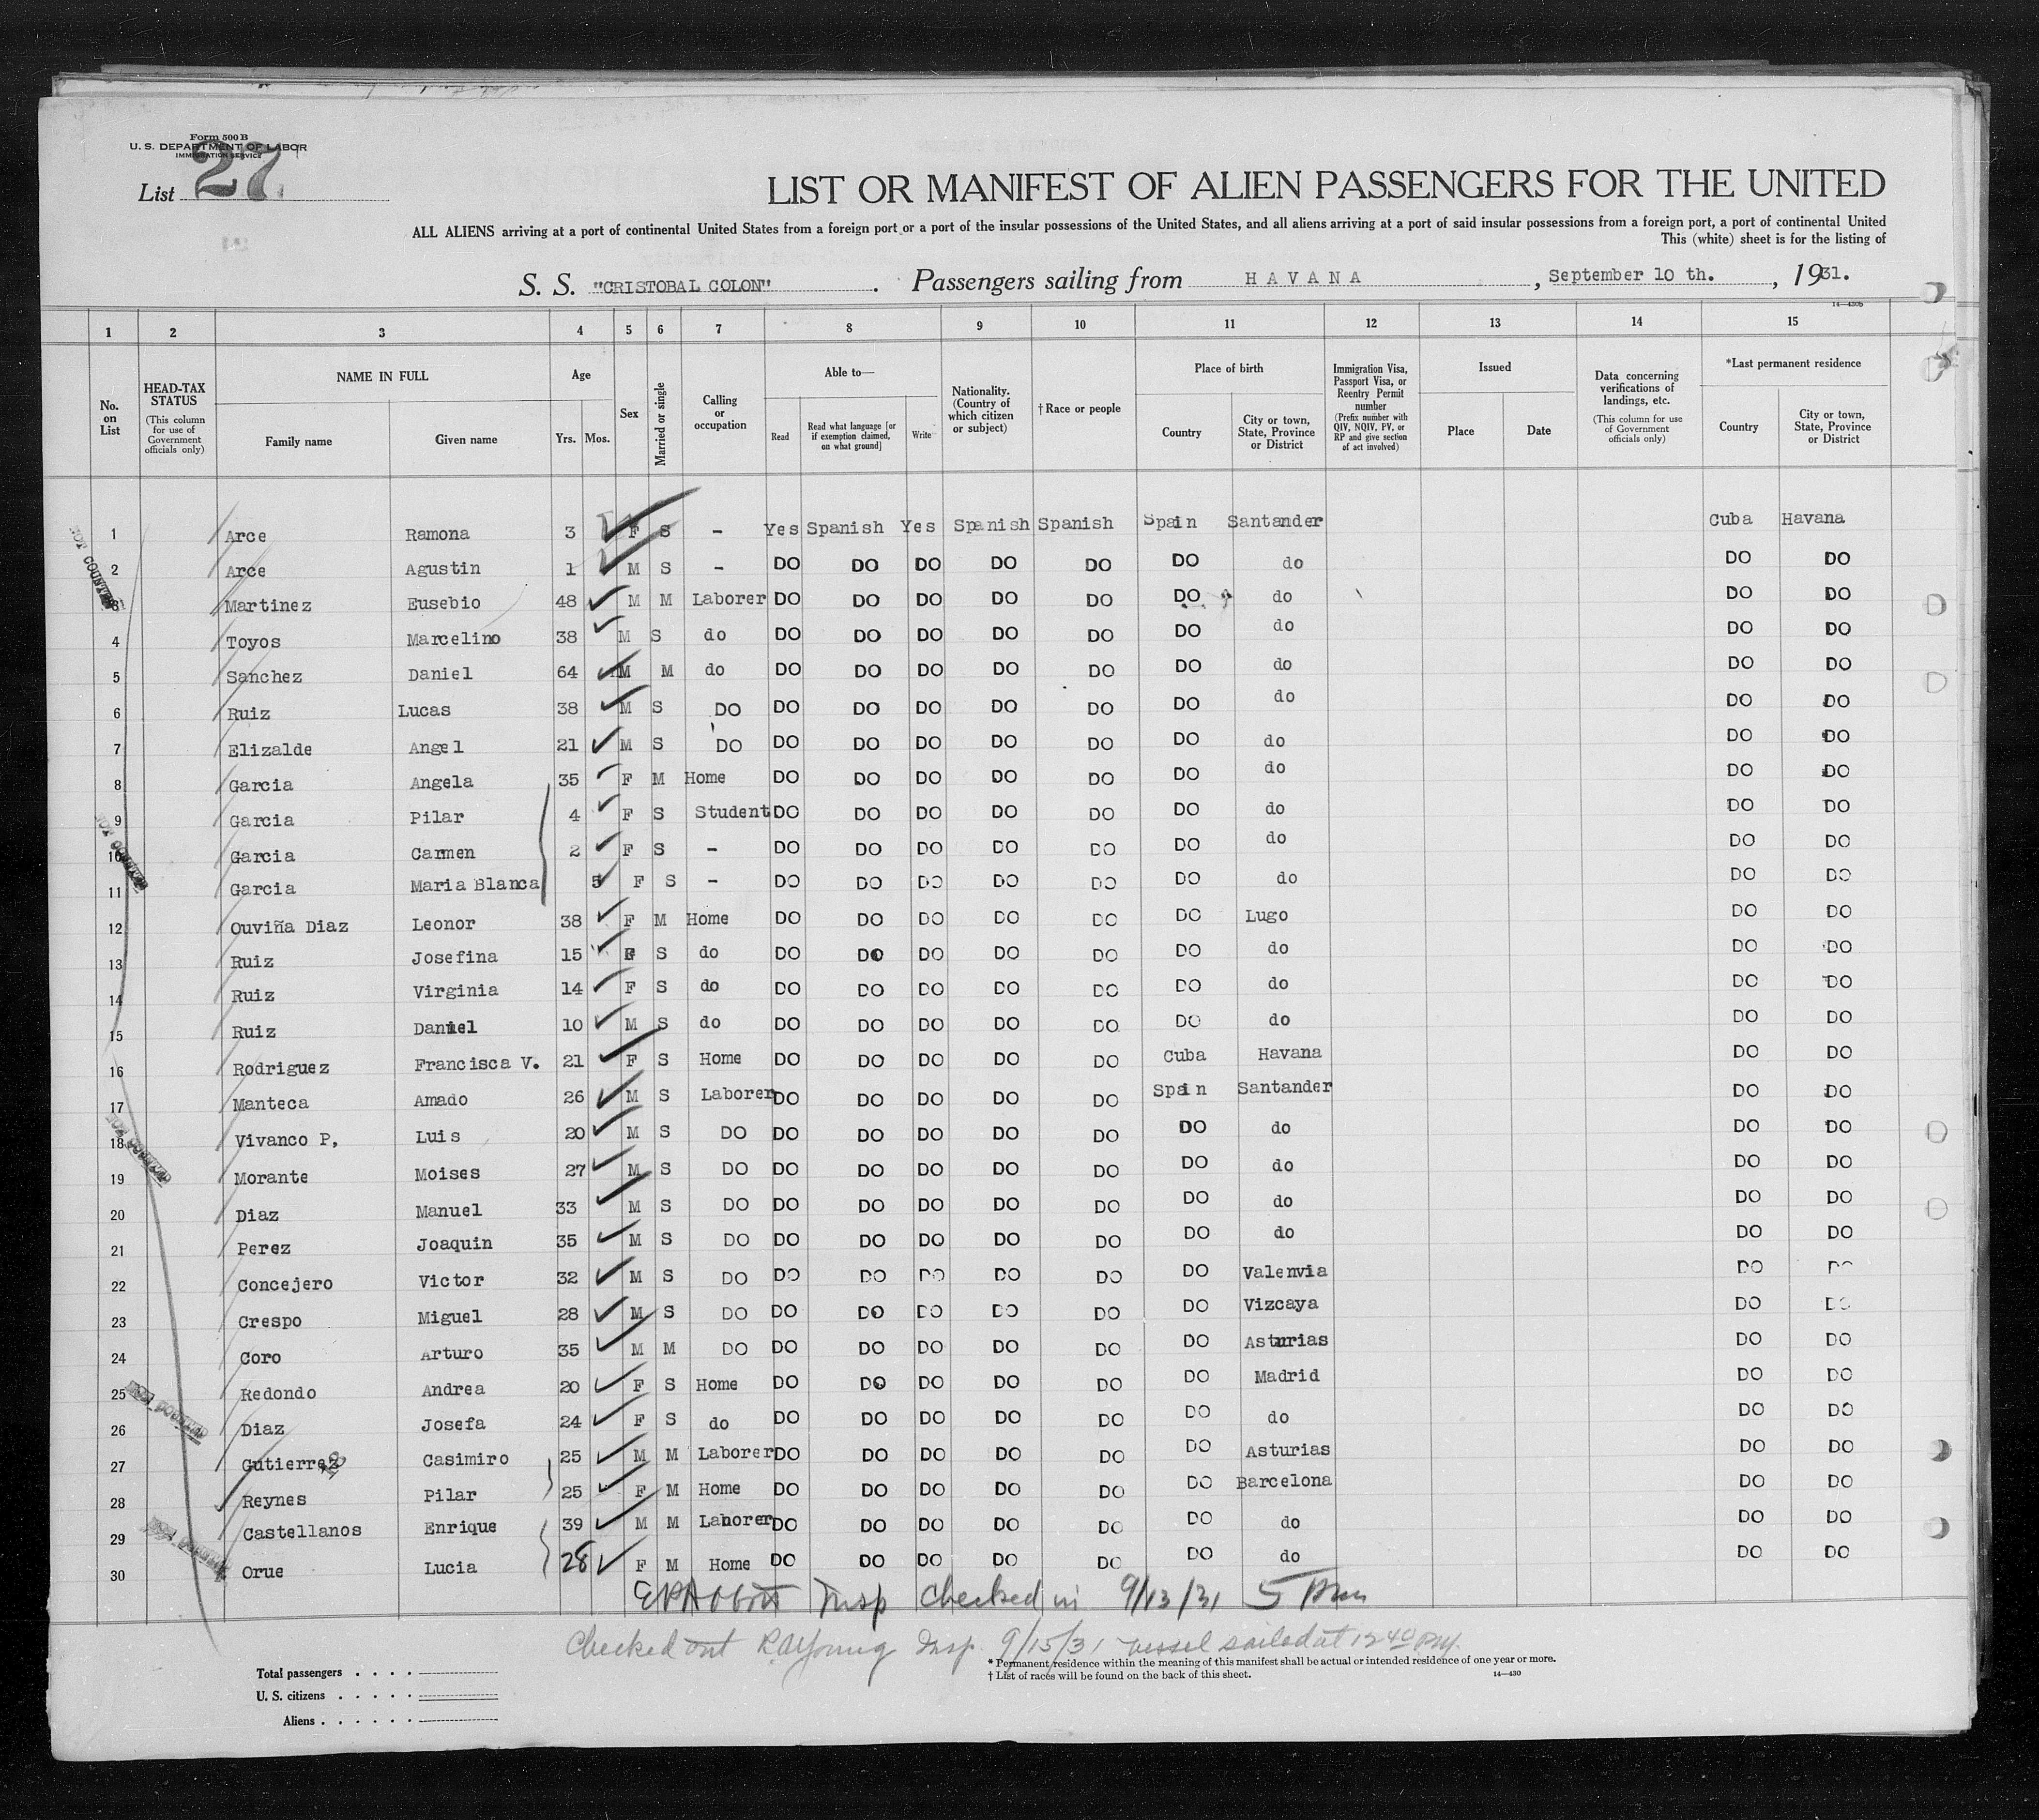 Form 500 B
U. S. DEPARTMENT OF LABOR
IMMIGRATION SERVICE
List 27
LIST OR MANIFEST OF ALIEN PASSENGERS FOR THE UNITED
ALL ALIENS arriving at a port of continental United States from a foreign port or a port of the insular possessions of the United States, and all aliens arriving at a port of said insular possessions from a foreign port, a port of continental United
This (white) sheet is for the listing of
S. S. "CRISTOBAL COLON". Passengers sailing from HAVANA, September 10 th., 1931.
14—430b
1 2 3 4 5 6 7 8 9 10 11 12 13 14 15
No. on List
HEAD-TAX STATUS (This column for use of Government officials only)
NAME IN FULL
Family name Given name
Age
Yrs. Mos.
Sex
Married or single
Calling or occupation
Able to—
Read
Read what language [or if exemption claimed, on what ground]
Write
Nationality. (Country of which citizen or subject)
† Race or people
Place of birth
Country
City or town, State, Province or District
Immigration Visa, Passport Visa, or Reentry Permit number (Prefix number with QIV, NQIV, PV, or RP and give section of act involved)
Issued
Place Date
Data concerning verifications of landings, etc. (This column for use of Government officials only)
*Last permanent residence
Country
City or town, State, Province or District
1 Arce Ramona 3 F S - Yes Spanish Yes Spanish Spanish Spain Santander Cuba Havana
2 Arce Agustin 1 M S - DO DO DO DO DO DO do DO DO
3 Martinez Eusebio 48 M M Laborer DO DO DO DO DO DO do DO DO
4 Toyos Marcelino 38 M S do DO DO DO DO DO DO do DO DO
5 Sanchez Daniel 64 M M do DO DO DO DO DO DO do DO DO
6 Ruiz Lucas 38 M S DO DO DO DO DO DO DO do DO DO
7 Elizalde Angel 21 M S DO DO DO DO DO DO DO do DO DO
8 Garcia Angela 35 F M Home DO DO DO DO DO DO do DO DO
9 Garcia Pilar 4 F S Student DO DO DO DO DO DO do DO DO
10 Garcia Carmen 2 F S - DO DO DO DO DO DO do DO DO
11 Garcia Maria Blanca 5 F S - DO DO DO DO DO DO do DO DO
12 Ouviña Diaz Leonor 38 F M Home DO DO DO DO DO DO Lugo DO DO
13 Ruiz Josefina 15 F S do DO DO DO DO DO DO do DO DO
14 Ruiz Virginia 14 F S do DO DO DO DO DO DO do DO DO
15 Ruiz Daniel 10 M S do DO DO DO DO DO DO do DO DO
16 Rodriguez Francisca V. 21 F S Home DO DO DO DO DO Cuba Havana DO DO
17 Manteca Amado 26 M S Laborer DO DO DO DO DO Spain Santander DO DO
18 Vivanco P, Luis 20 M S DO DO DO DO DO DO DO do DO DO
19 Morante Moises 27 M S DO DO DO DO DO DO DO do DO DO
20 Diaz Manuel 33 M S DO DO DO DO DO DO DO do DO DO
21 Perez Joaquin 35 M S DO DO DO DO DO DO DO do DO DO
22 Concejero Victor 32 M S DO DO DO DO DO DO DO Valenvia DO DO
23 Crespo Miguel 28 M S DO DO DO DO DO DO DO Vizcaya DO DO
24 Coro Arturo 35 M M DO DO DO DO DO DO DO Asturias DO DO
25 Redondo Andrea 20 F S Home DO DO DO DO DO DO Madrid DO DO
26 Diaz Josefa 24 F S do DO DO DO DO DO DO do DO DO
27 Gutierrez Casimiro 25 M M Laborer DO DO DO DO DO DO Asturias DO DO
28 Reynes Pilar 25 F M Home DO DO DO DO DO DO Barcelona DO DO
29 Castellanos Enrique 39 M M Laborer DO DO DO DO DO DO do DO DO
30 Orue Lucia 28 F M Home DO DO DO DO DO DO do DO DO
Insp Checked in 9/13/31 5 Pm
Checked out R.A. Young Insp. 9/15/31 vessel sailed at 12 40 P.M.
* Permanent residence within the meaning of this manifest shall be actual or intended residence of one year or more.
† List of races will be found on the back of this sheet.
14—430
Total passengers
U. S. citizens
Aliens